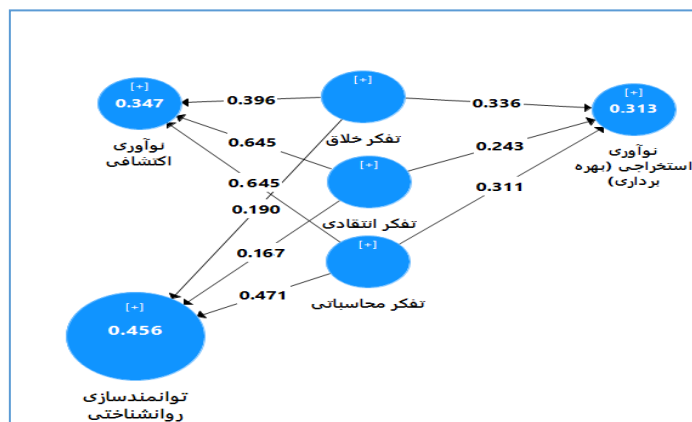 [+]
0.347
نوآوری
اکتشافی
[+]
تفکر خلاق
[+]
0.313
نوآوری
استخراجی (بهره
برداری)
0.396
0.336
0.645
0.243
[+]
تفکر انتقادی
0.645
0.190
0.311
0.167
[+]
تفکر محاسباتی
0.471
[+]
0.456
توانمندسازی
روانشناختی